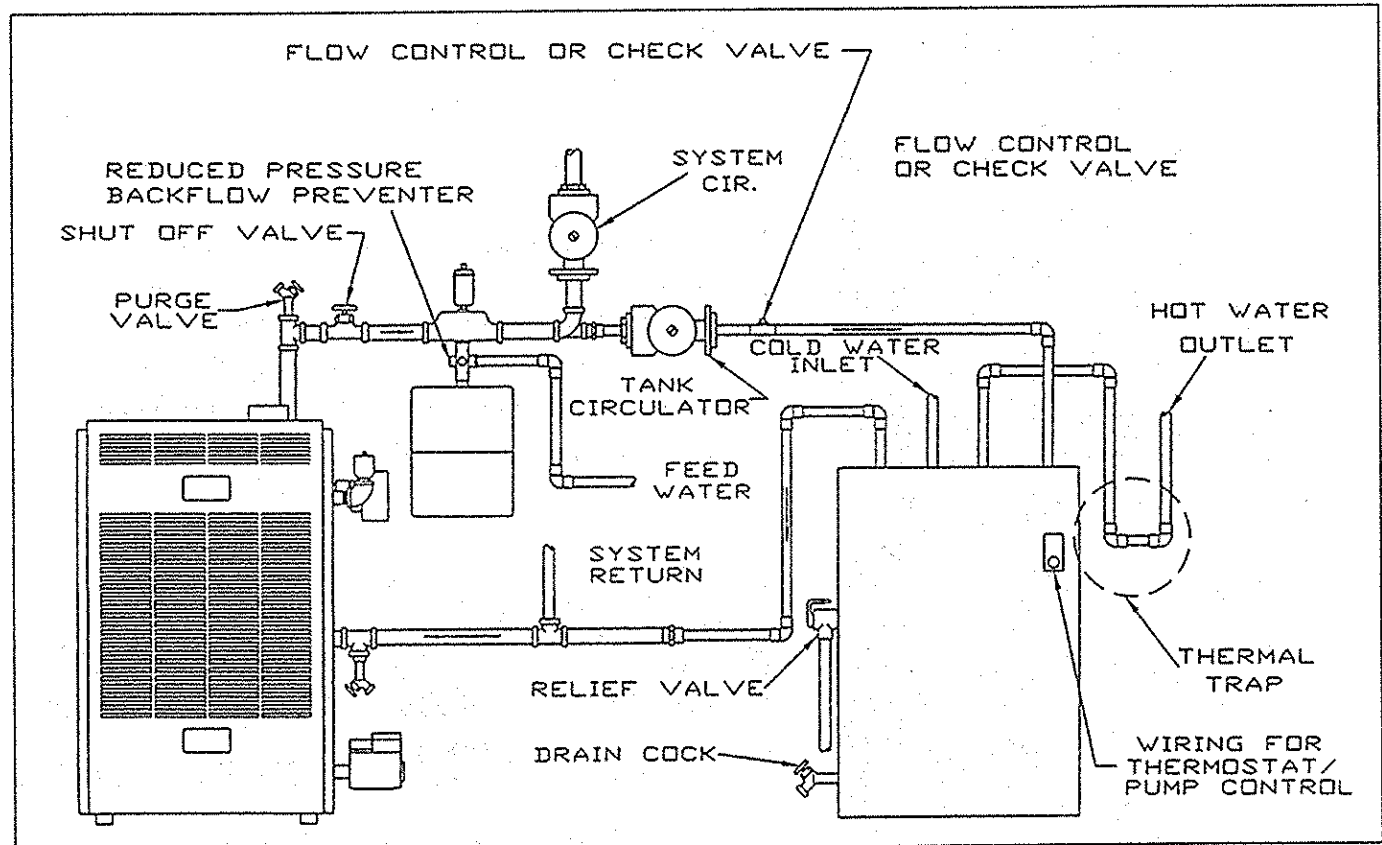 FLOW CONTROL OR CHECK VALVE
FLOW CONTROL
OR CHECK VALVE
SYSTEM
CIR.
REDUCED PRESSURE
BACKFLOW PREVENTER
SHUT OFF VALVE
PURGE
VALVE
HOT WATER
OUTLET
COLD WATER
INLET
TANK
CIRCULATOR
FEED
WATER
SYSTEM
RETURN
RELIEF VALVE
THERMAL
TRAP
DRAIN COCK
WIRING FOR
THERMOSTAT/
PUMP CONTROL